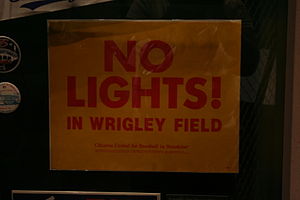 NO
LIGHTS!
IN WRIGLEY FIELD
Citizens United for Baseball in Sunshine